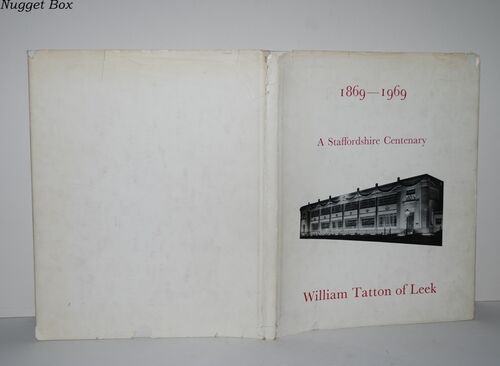 Nugget Box
1869—1969
A Staffordshire Centenary
William Tatton of Leek